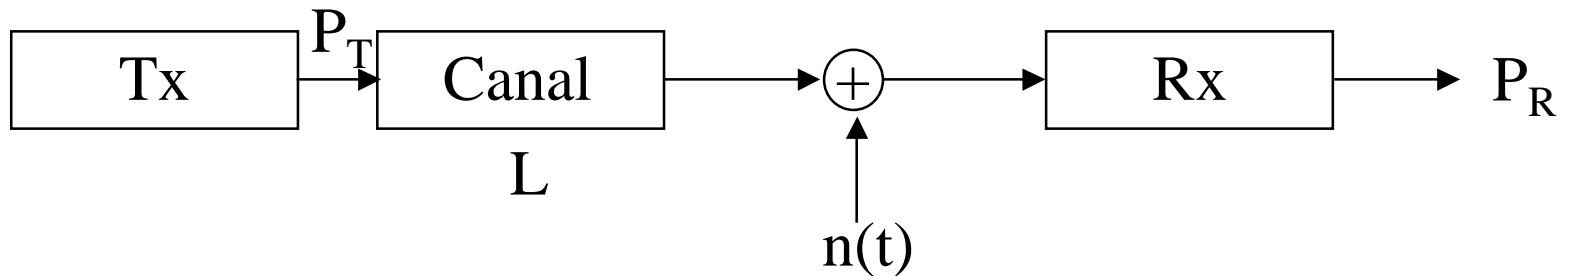 Tx
P_T
Canal
L
+
n(t)
Rx
P_R